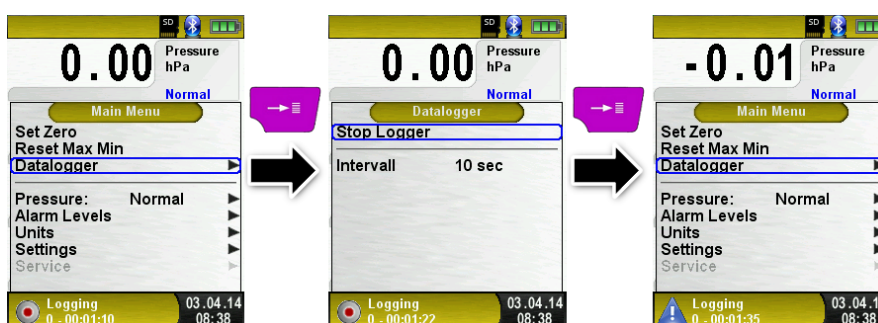 SD
0.00 Pressure
hPa
Normal
Main Menu
Set Zero
Reset Max Min
Datalogger
Pressure: Normal
Alarm Levels
Units
Settings
Service
Logging 03.04.14
0 - 00:01:10 08:38
SD
0.00 Pressure
hPa
Normal
Datalogger
Stop Logger
Intervall 10 sec
Logging 03.04.14
0 - 00:01:22 08:38
SD
-0.01 Pressure
hPa
Normal
Main Menu
Set Zero
Reset Max Min
Datalogger
Pressure: Normal
Alarm Levels
Units
Settings
Service
Logging 03.04.14
0 - 00:01:35 08:38